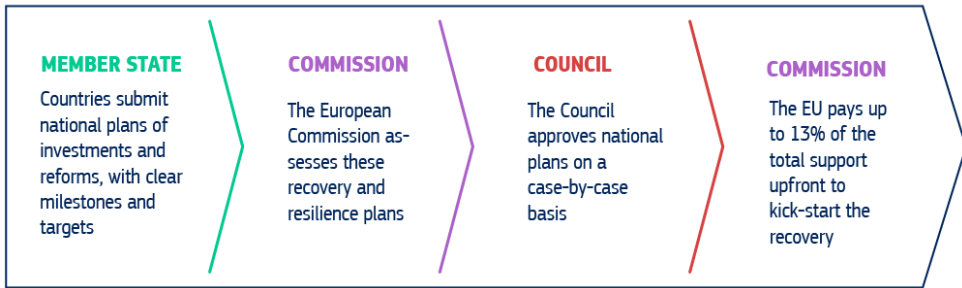 MEMBER STATE
Countries submit
national plans of
investments and
reforms, with clear
milestones and
targets
COMMISSION
The European
Commission as-
sesses these
recovery and
resilience plans
COUNCIL
The Council
approves national
plans on a
case-by-case
basis
COMMISSION
The EU pays up
to 13% of the
total support
upfront to
kick-start the
recovery